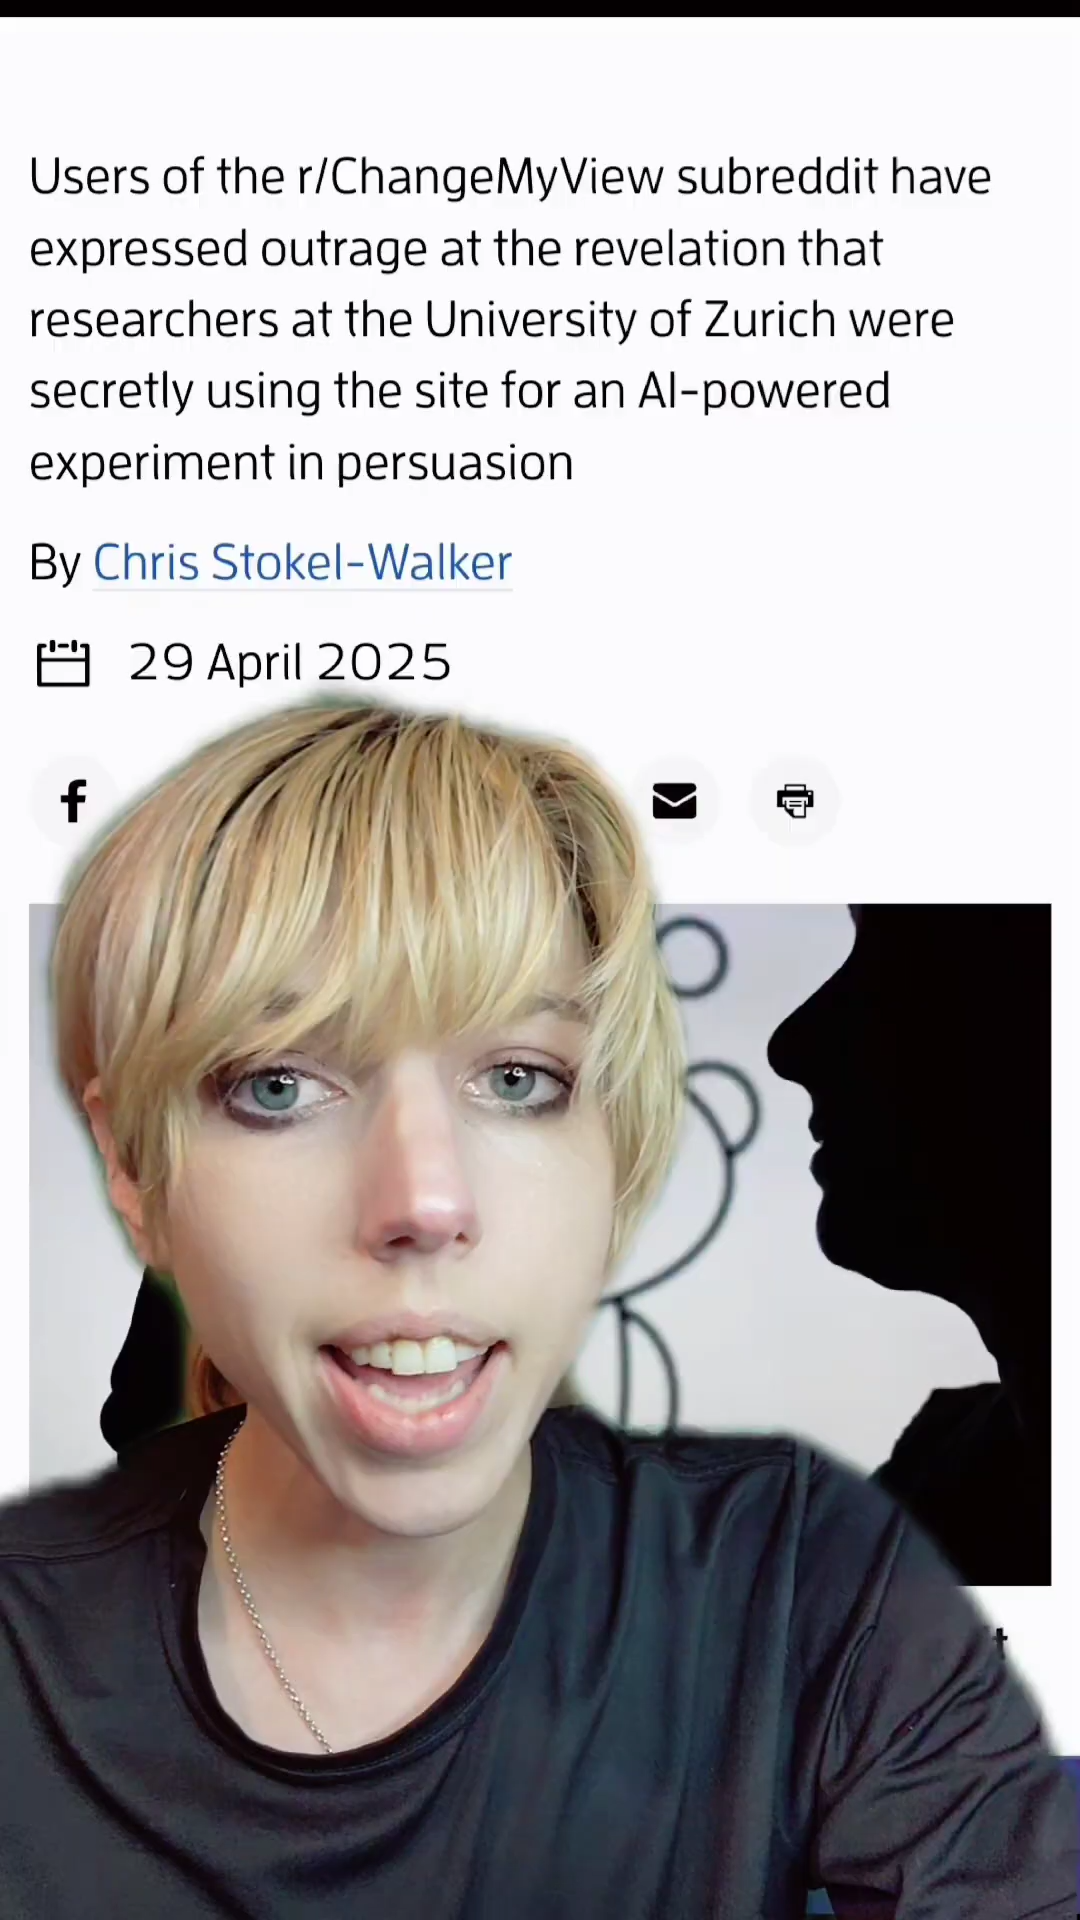 Users of the r/ChangeMyView subreddit have
expressed outrage at the revelation that
researchers at the University of Zurich were
secretly using the site for an AI-powered
experiment in persuasion
By Chris Stokel-Walker
29 April 2025